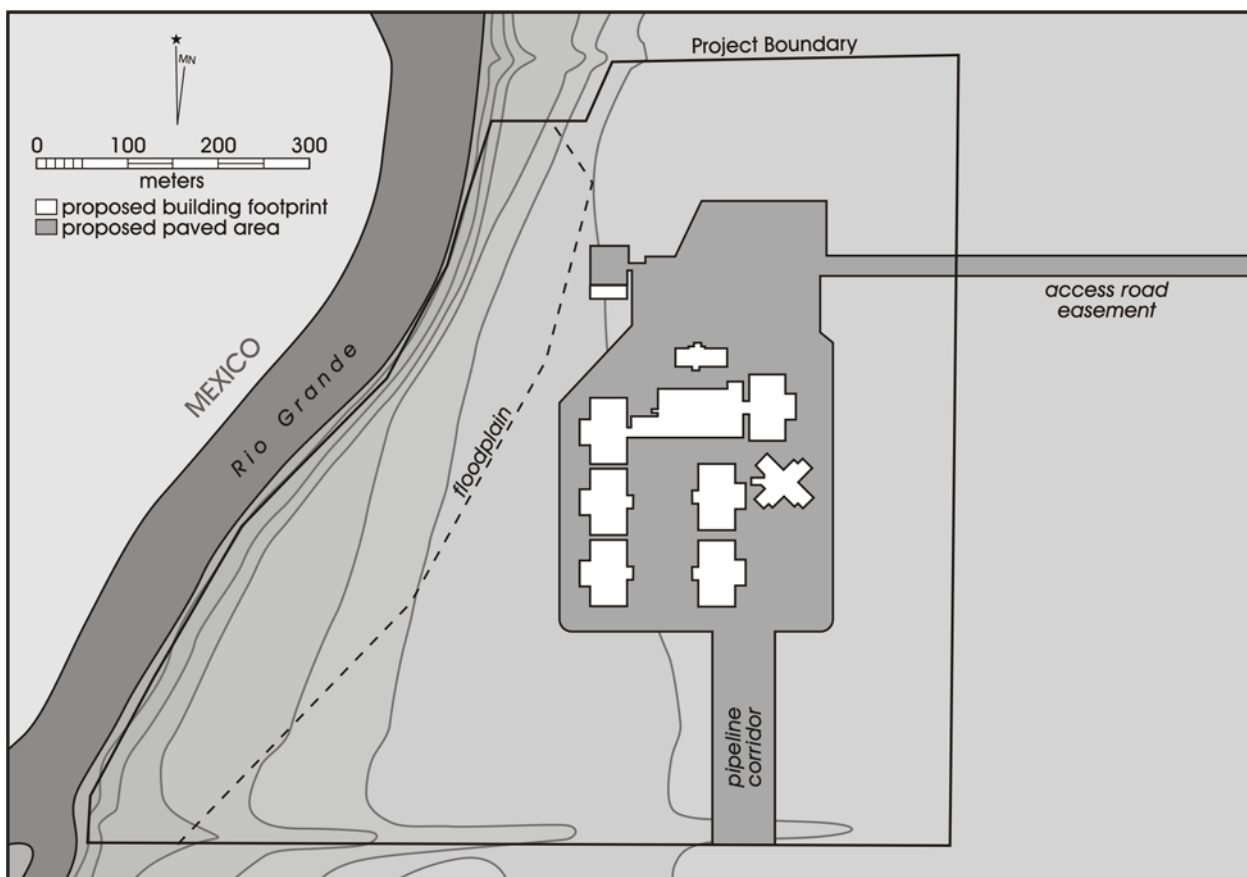 Project Boundary
★
MN
0 100 200 300
meters
proposed building footprint
proposed paved area
access road
easement
MEXICO
Rio Grande
floodplain
pipeline
corridor